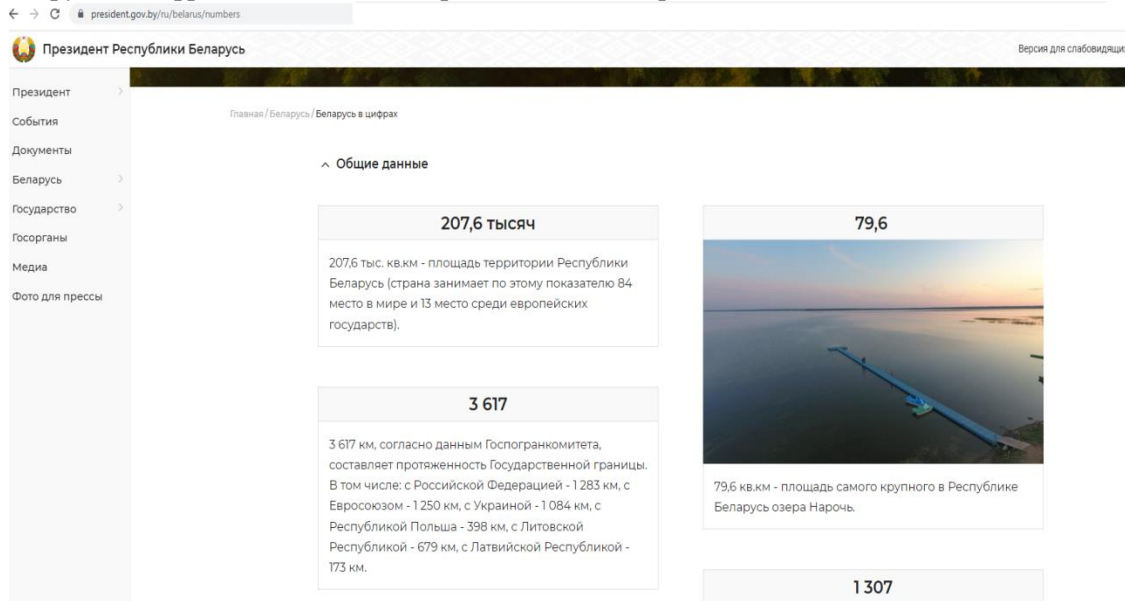 president.gov.by/ru/belarus/numbers
Президент Республики Беларусь
Версия для слабовидящих
Президент
События
Документы
Беларусь
Государство
Госорганы
Медиа
Фото для прессы
Главная / Беларусь / Беларусь в цифрах
Общие данные
207,6 тысяч
207,6 тыс. кв.км - площадь территории Республики
Беларусь (страна занимает по этому показателю 84
место в мире и 13 место среди европейских
государств).
3 617
3 617 км, согласно данным Госпогранкомитета,
составляет протяженность Государственной границы.
В том числе: с Российской Федерацией - 1 283 км, с
Евросоюзом - 1 250 км, с Украиной - 1 084 км, с
Республикой Польша - 398 км, с Литовской
Республикой - 679 км, с Латвийской Республикой -
173 км.
79,6
79,6 кв.км - площадь самого крупного в Республике
Беларусь озера Нарочь.
1 307